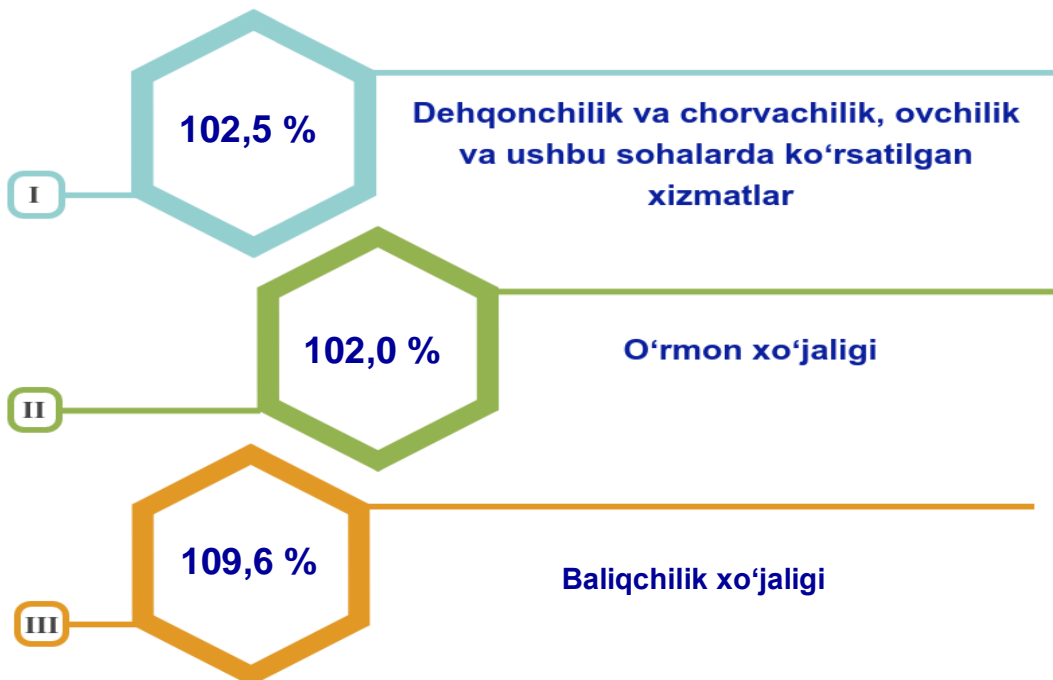 102,5 %
Dehqonchilik va chorvachilik, ovchilik
va ushbu sohalarda ko‘rsatilgan
xizmatlar
I
102,0 %
O‘rmon xo‘jaligi
II
109,6 %
Baliqchilik xo‘jaligi
III